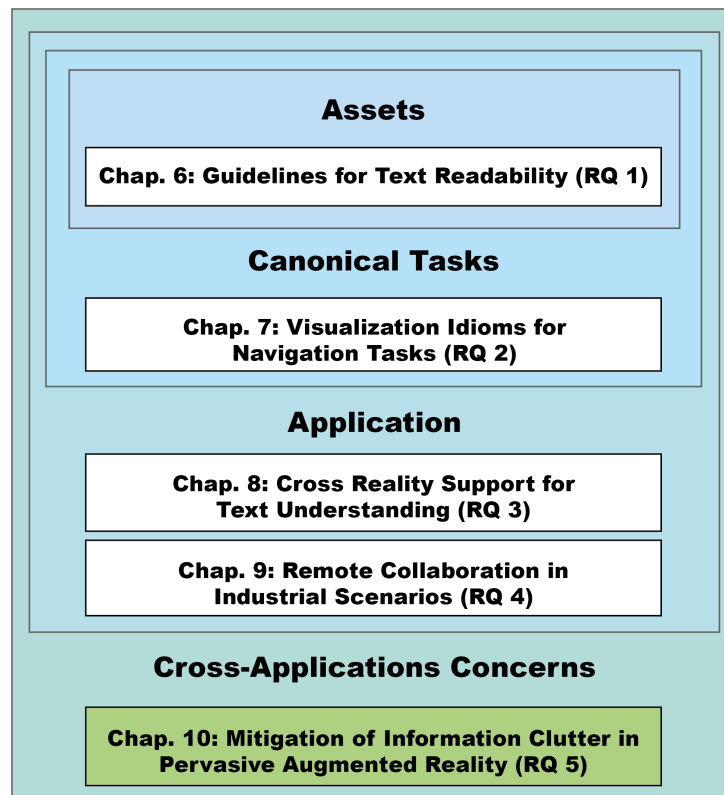 Assets
Chap. 6: Guidelines for Text Readability (RQ 1)
Canonical Tasks
Chap. 7: Visualization Idioms for
Navigation Tasks (RQ 2)
Application
Chap. 8: Cross Reality Support for
Text Understanding (RQ 3)
Chap. 9: Remote Collaboration in
Industrial Scenarios (RQ 4)
Cross-Applications Concerns
Chap. 10: Mitigation of Information Clutter in
Pervasive Augmented Reality (RQ 5)